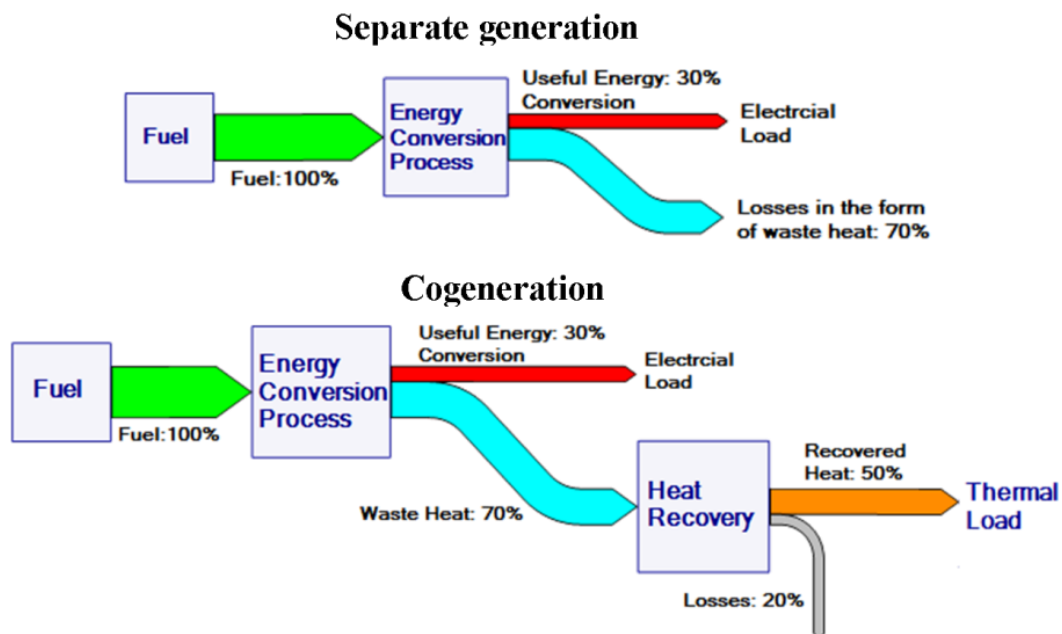 Separate generation
Fuel
Fuel:100%
Energy
Conversion
Process
Useful Energy: 30%
Conversion
Electrcial
Load
Losses in the form
of waste heat: 70%
Cogeneration
Fuel
Fuel:100%
Energy
Conversion
Process
Useful Energy: 30%
Conversion
Electrcial
Load
Waste Heat: 70%
Heat
Recovery
Recovered
Heat: 50%
Thermal
Load
Losses: 20%